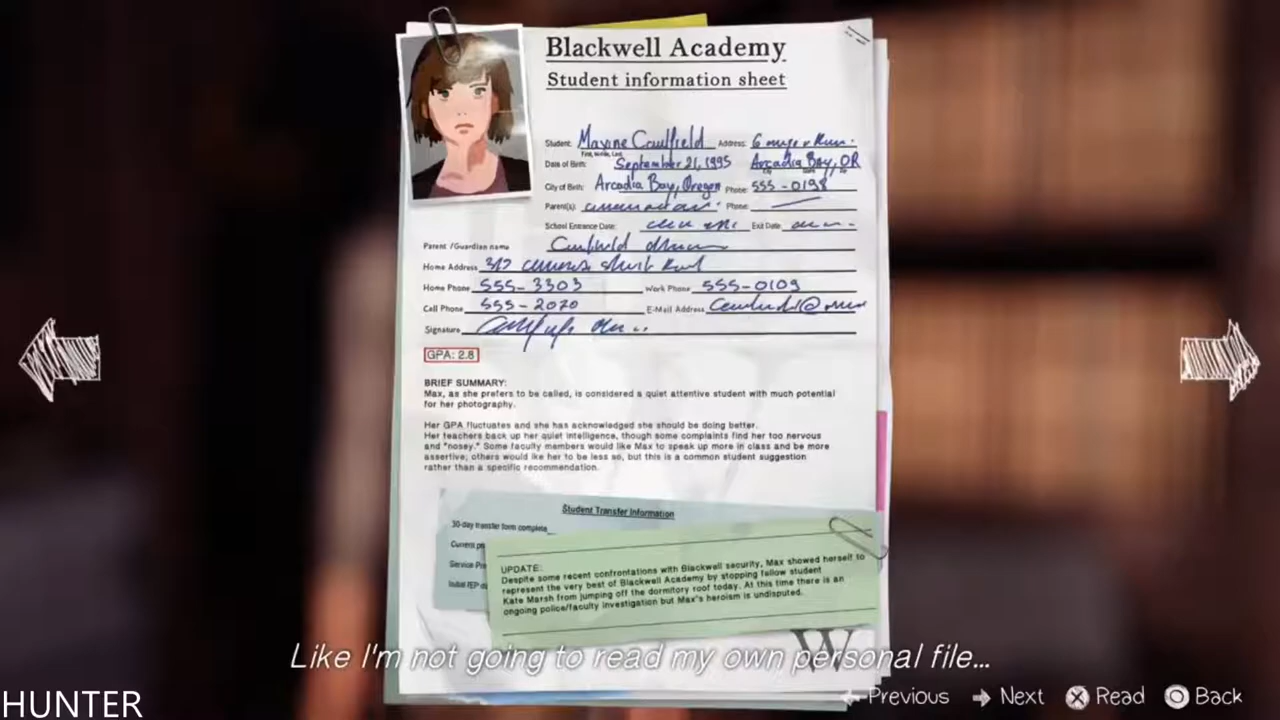 Blackwell Academy
Student information sheet
Student: Maxine Caulfield Address:
First, Middle, Last
Date of Birth: September 21, 1995 Arcadia Bay, OR
City of Birth: Arcadia Bay, Oregon Phone: 555-0198
Parent(s): Phone:
School Entrance Date: Exit Date:
Parent /Guardian name
Home Address
Home Phone 555-3303 Work Phone 555-0109
Call Phone 555-2020 E-Mail Address
Signature
GPA: 2.8
BRIEF SUMMARY:
Max, as she prefers to be called, is considered a quiet attentive student with much potential
for her photography.
Her GPA fluctuates and she has acknowledged she should be doing better.
Her teachers back up her quiet intelligence, though some complaints find her too nervous
and "nosey." Some faculty members would like Max to speak up more in class and be more
assertive; others would like her to be less so, but this is a common student suggestion
rather than a specific recommendation.
Student Transfer Information
30-day transfer form complete_
Current
Initial IEP
UPDATE:
Despite some recent confrontations with Blackwell security, Max showed herself to
represent the very best of Blackwell Academy by stopping fellow student
Kate Marsh from jumping off the dormitory roof today. At this time there is an
ongoing police/faculty investigation but Max's heroism is undisputed.
W
Like I'm not going to read my own personal file...
Previous Next Read Back
HUNTER